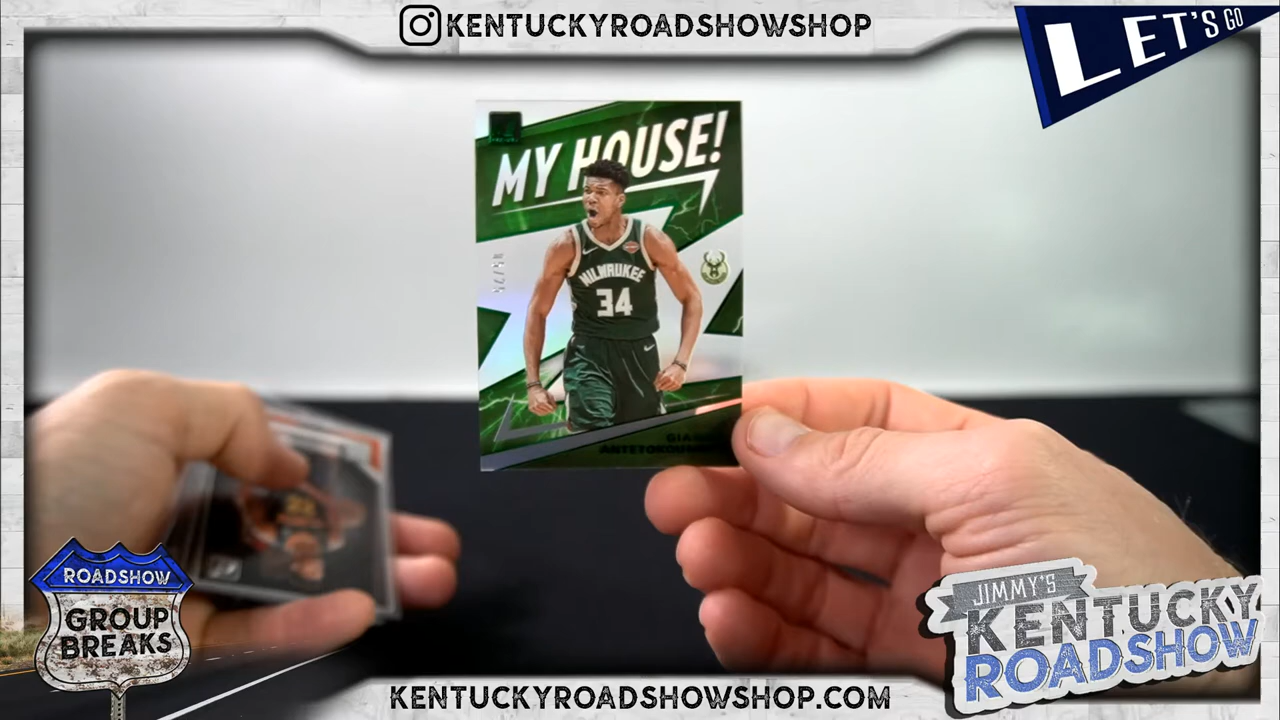 KENTUCKYROADSHOWSHOP
LET'S GO
MY HOUSE!
MILWAUKEE
34
ROADSHOW
GROUP
BREAKS
JIMMY'S
KENTUCKY
ROADSHOW
KENTUCKYROADSHOWSHOP.COM